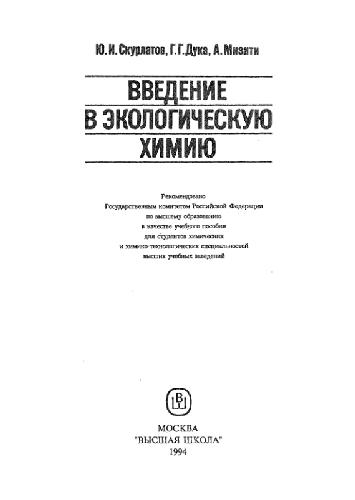 Ю.И.Скурлатов, Г.Г.Дука, А.Мизити
ВВЕДЕНИЕ
В ЭКОЛОГИЧЕСКУЮ
ХИМИЮ
Рекомендовано
Государственным комитетом Российской Федерации
по высшему образованию
в качестве учебного пособия
для студентов химических
и химико-технологических специальностей
высших учебных заведений
В
Ш
МОСКВА
"ВЫСШАЯ ШКОЛА"
1994